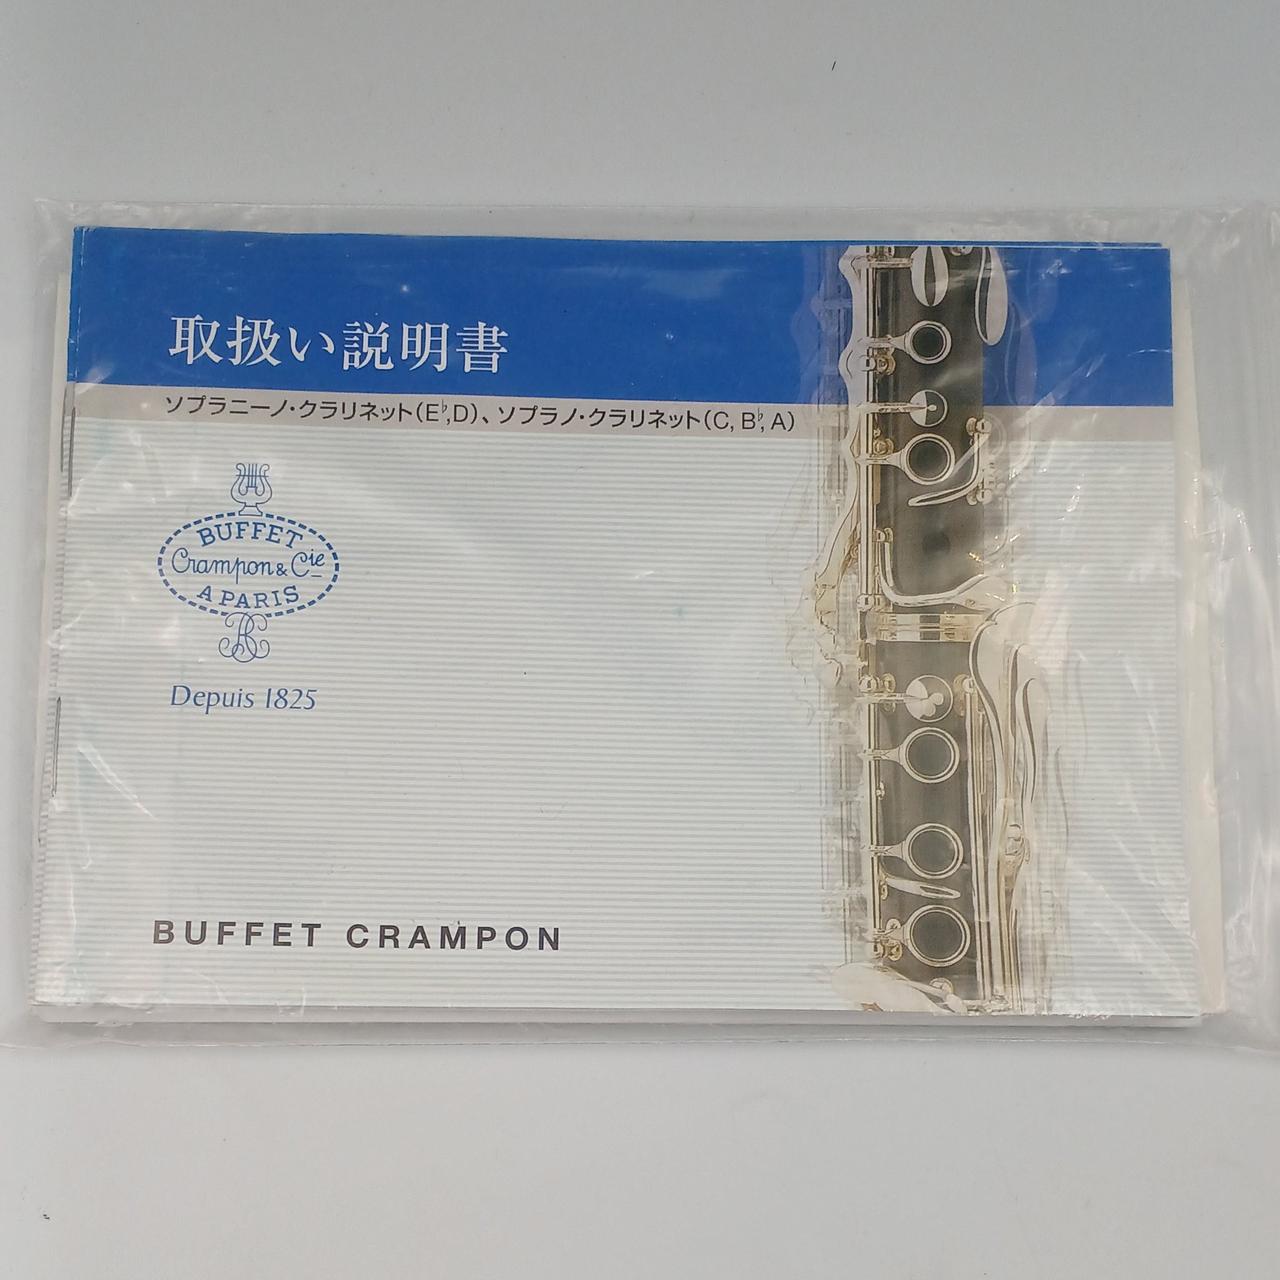 取扱い説明書
ソプラニーノ・クラリネット(E♭,D)、ソプラノ・クラリネット(C, B♭, A)
BUFFET
Crampon & Cie
A PARIS
Depuis 1825
BUFFET CRAMPON